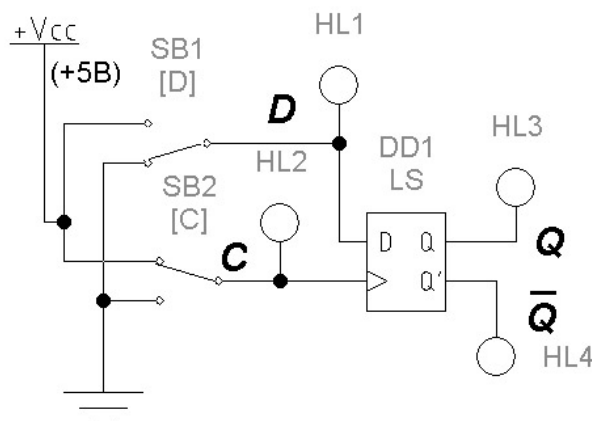 +Vcc
(+5В)
SB1
[D]
D
HL1
HL2
SB2
[C]
C
DD1
LS
D Q
Q'
HL3
Q
Q̅
HL4